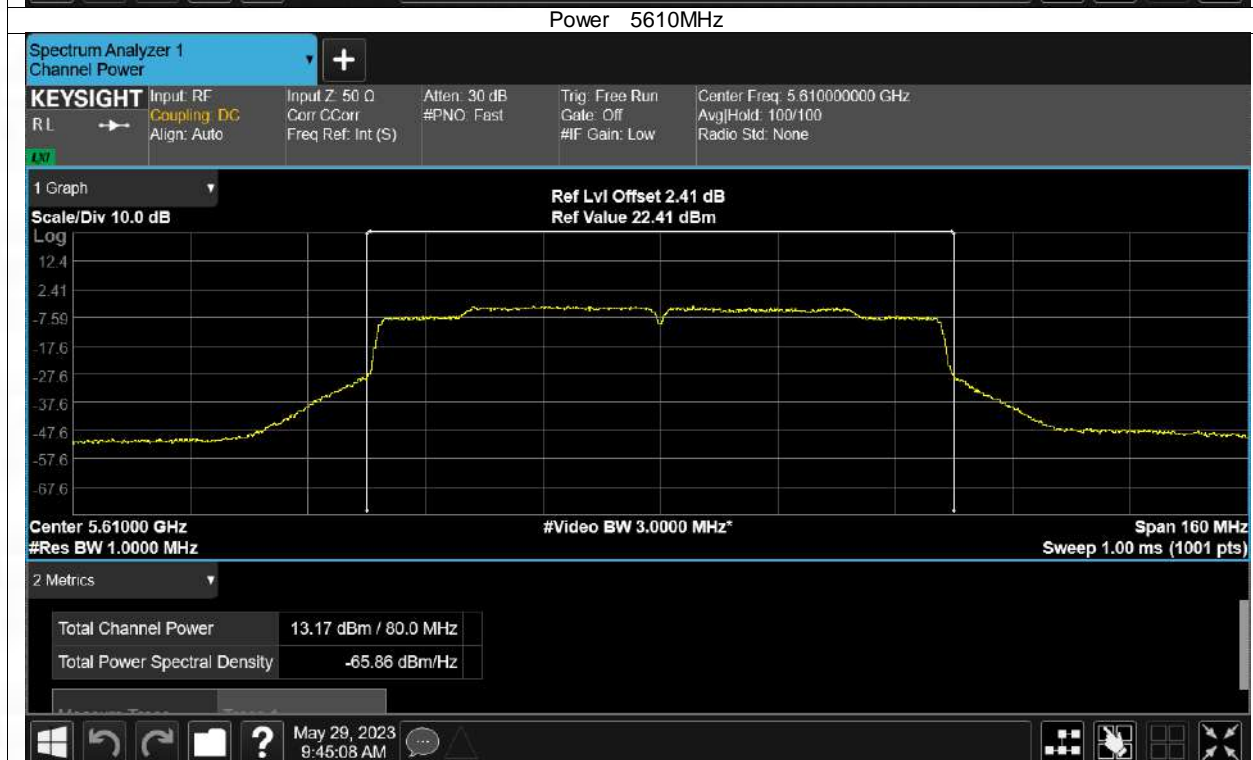 Power 5610MHz
Spectrum Analyzer 1
Channel Power
+
KEYSIGHT Input: RF Input Z: 50 Ω Atten: 30 dB Trig: Free Run Center Freq: 5.610000000 GHz
RL Coupling: DC Corr CCorr #PNO: Fast Gate: Off Avg|Hold: 100/100
Align: Auto Freq Ref: Int (S) #IF Gain: Low Radio Std: None
LXI
1 Graph
Ref Lvl Offset 2.41 dB
Scale/Div 10.0 dB Ref Value 22.41 dBm
Log
12.4
2.41
-7.59
-17.6
-27.6
-37.6
-47.6
-57.6
-67.6
Center 5.61000 GHz #Video BW 3.0000 MHz* Span 160 MHz
#Res BW 1.0000 MHz Sweep 1.00 ms (1001 pts)
2 Metrics
Total Channel Power 13.17 dBm / 80.0 MHz
Total Power Spectral Density -65.86 dBm/Hz
? May 29, 2023
9:45:08 AM